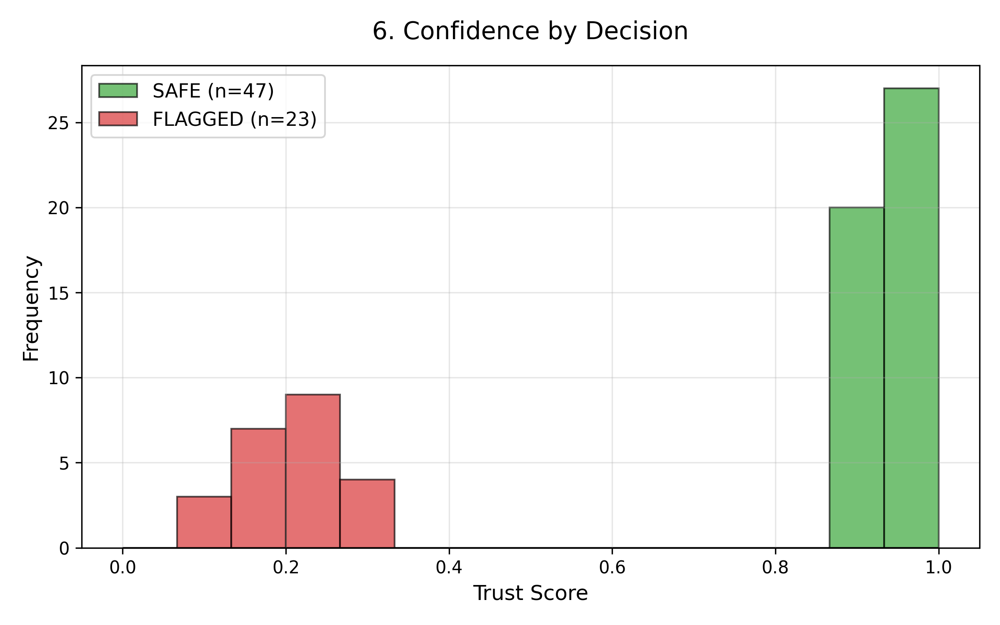 6. Confidence by Decision
SAFE (n=47)
FLAGGED (n=23)
25
20
15
10
5
0
Frequency
0.0 0.2 0.4 0.6 0.8 1.0
Trust Score